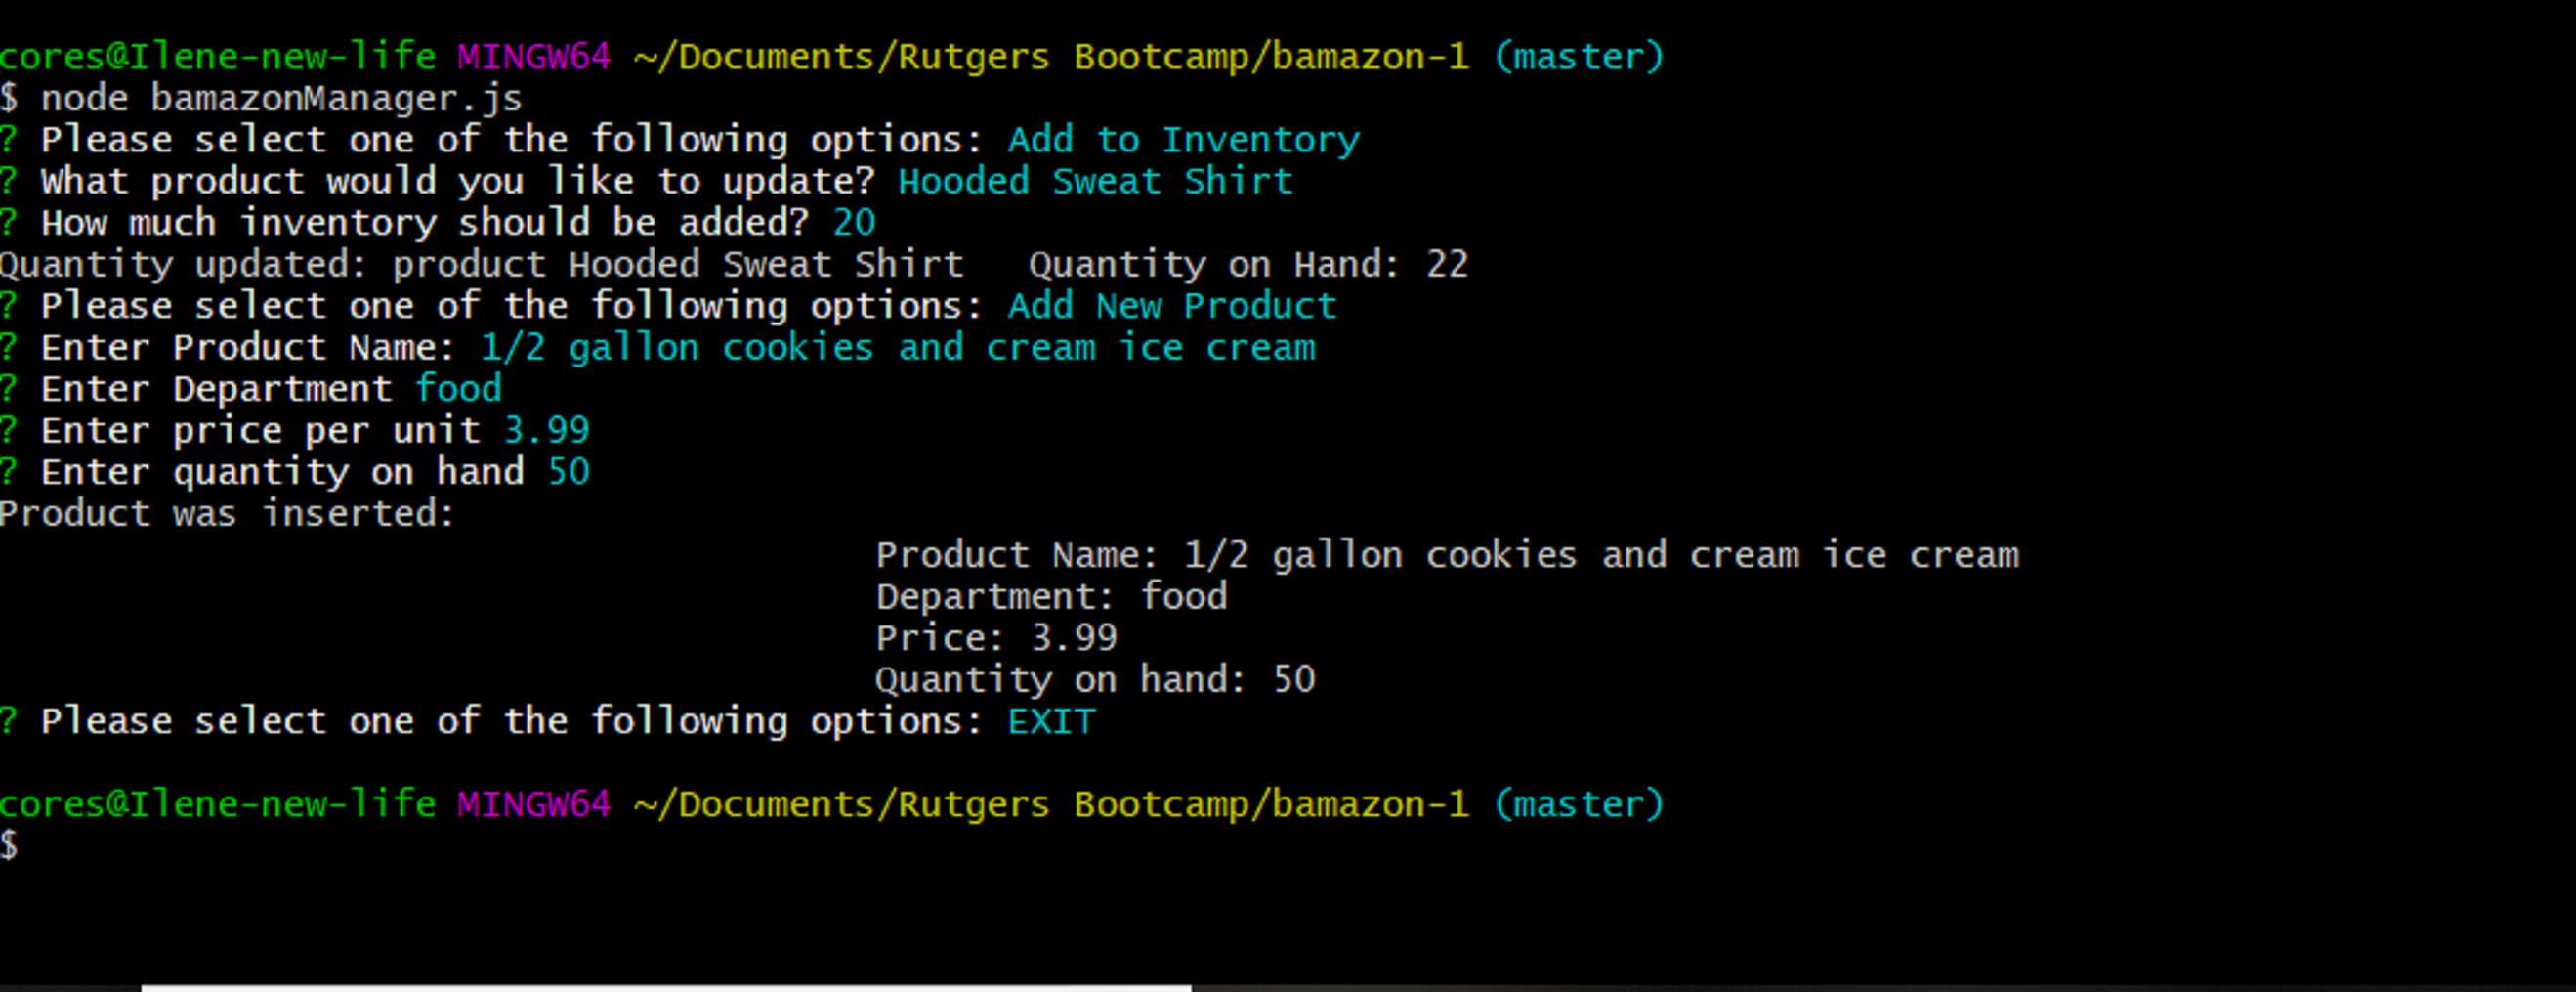 cores@Ilene-new-life MINGW64 ~/Documents/Rutgers Bootcamp/bamazon-1 (master)
$ node bamazonManager.js
? Please select one of the following options: Add to Inventory
? What product would you like to update? Hooded Sweat Shirt
? How much inventory should be added? 20
Quantity updated: product Hooded Sweat Shirt   Quantity on Hand: 22
? Please select one of the following options: Add New Product
? Enter Product Name: 1/2 gallon cookies and cream ice cream
? Enter Department food
? Enter price per unit 3.99
? Enter quantity on hand 50
Product was inserted:
Product Name: 1/2 gallon cookies and cream ice cream
Department: food
Price: 3.99
Quantity on hand: 50
? Please select one of the following options: EXIT
cores@Ilene-new-life MINGW64 ~/Documents/Rutgers Bootcamp/bamazon-1 (master)
$